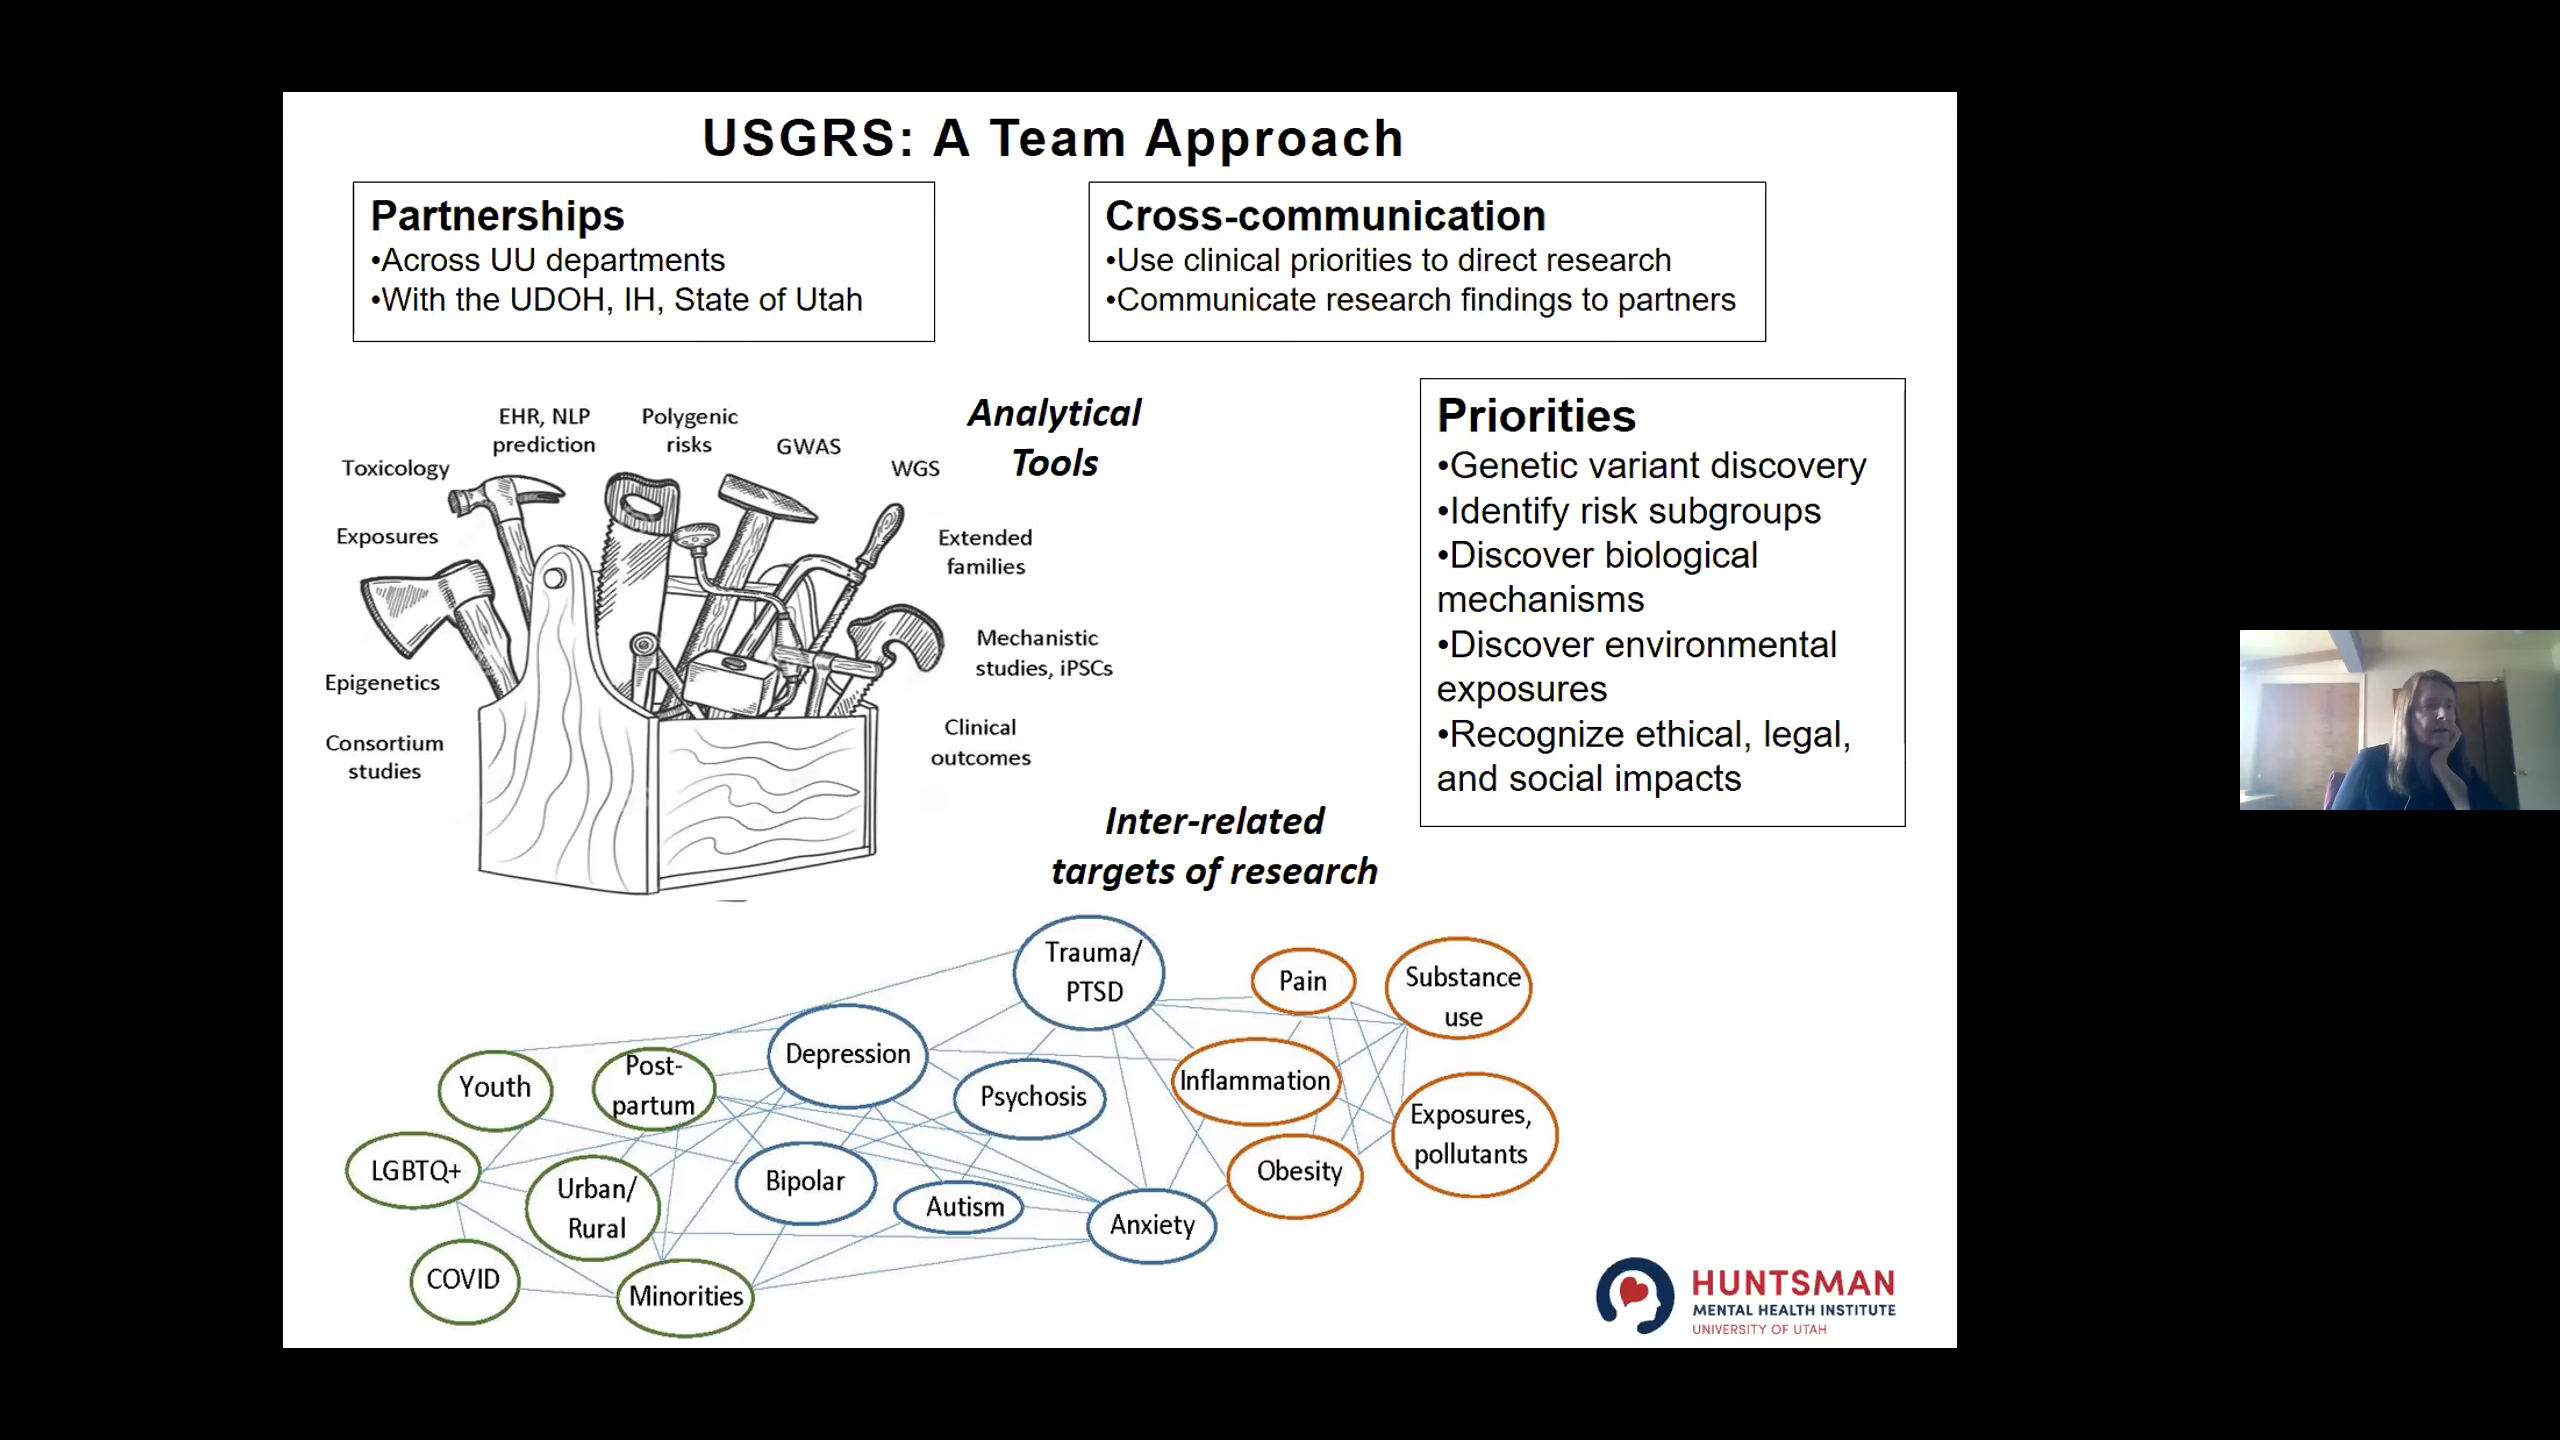 USGRS: A Team Approach
Partnerships
•Across UU departments
•With the UDOH, IH, State of Utah
Cross-communication
•Use clinical priorities to direct research
•Communicate research findings to partners
Analytical
Tools
EHR, NLP
prediction
Polygenic
risks
GWAS
WGS
Toxicology
Exposures
Extended
families
Mechanistic
studies, iPSCs
Epigenetics
Clinical
outcomes
Consortium
studies
Priorities
•Genetic variant discovery
•Identify risk subgroups
•Discover biological
mechanisms
•Discover environmental
exposures
•Recognize ethical, legal,
and social impacts
Inter-related
targets of research
Trauma/
PTSD
Pain
Substance
use
Depression
Youth
Post-
partum
Psychosis
Inflammation
Exposures,
pollutants
LGBTQ+
Urban/
Rural
Bipolar
Autism
Anxiety
Obesity
COVID
Minorities
HUNTSMAN
MENTAL HEALTH INSTITUTE
UNIVERSITY OF UTAH